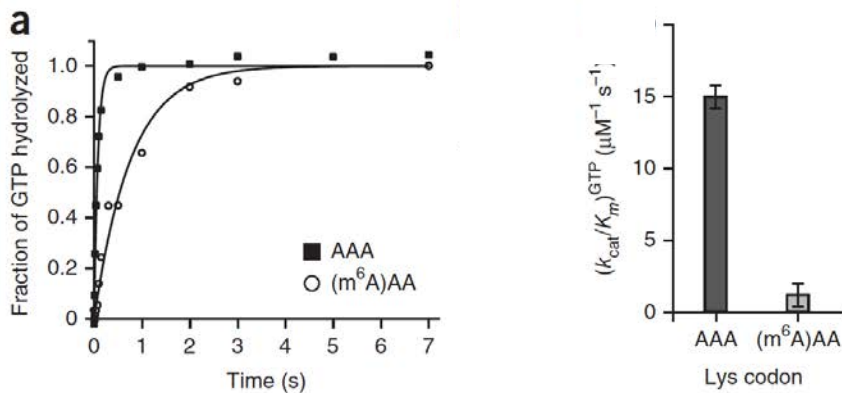 a
Fraction of GTP hydrolyzed
1.0
0.8
0.6
0.4
0.2
0
0 1 2 3 4 5 6 7
Time (s)
AAA
(m⁶A)AA
(k_cat/K_m)^GTP (μM⁻¹ s⁻¹)
15
10
5
0
AAA (m⁶A)AA
Lys codon